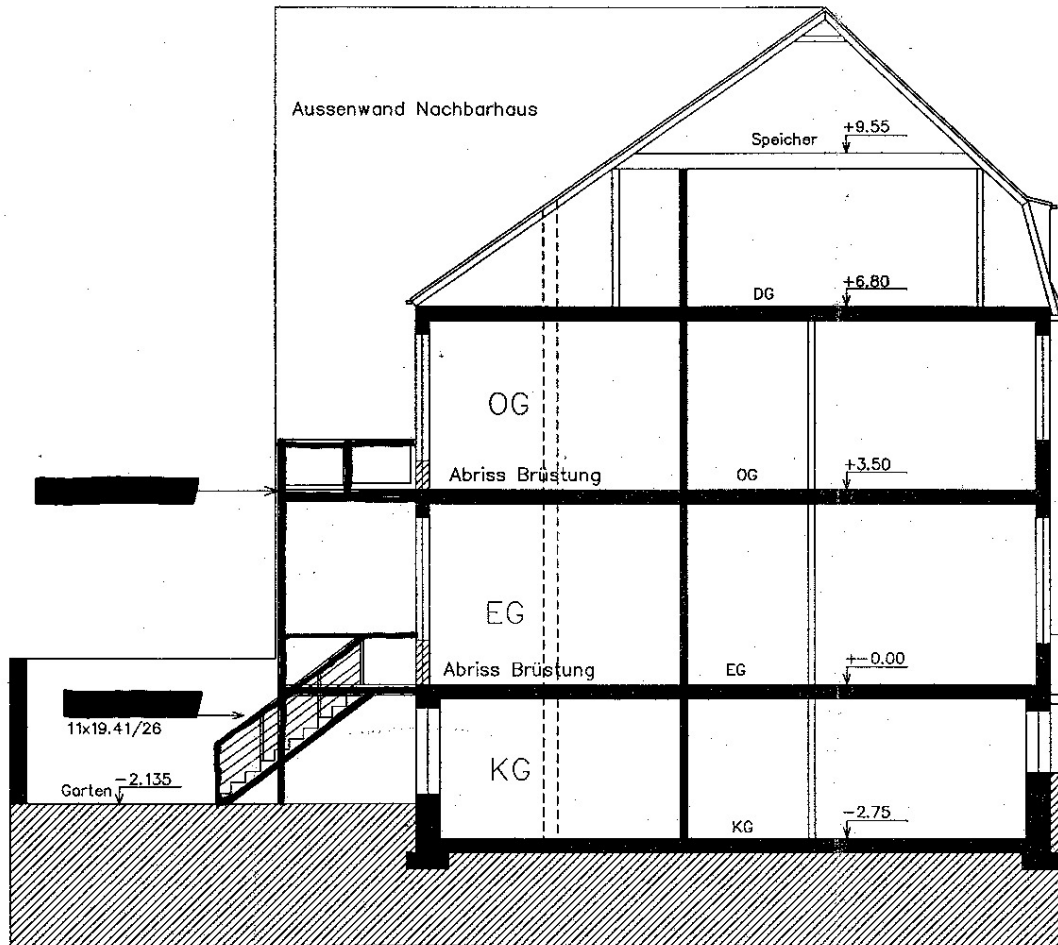 Aussenwand Nachbarhaus
Speicher +9.55
DG +6.80
OG
Abriss Brüstung OG +3.50
EG
Abriss Brüstung EG +-0.00
11x19.41/26
KG
Garten -2.135
KG -2.75